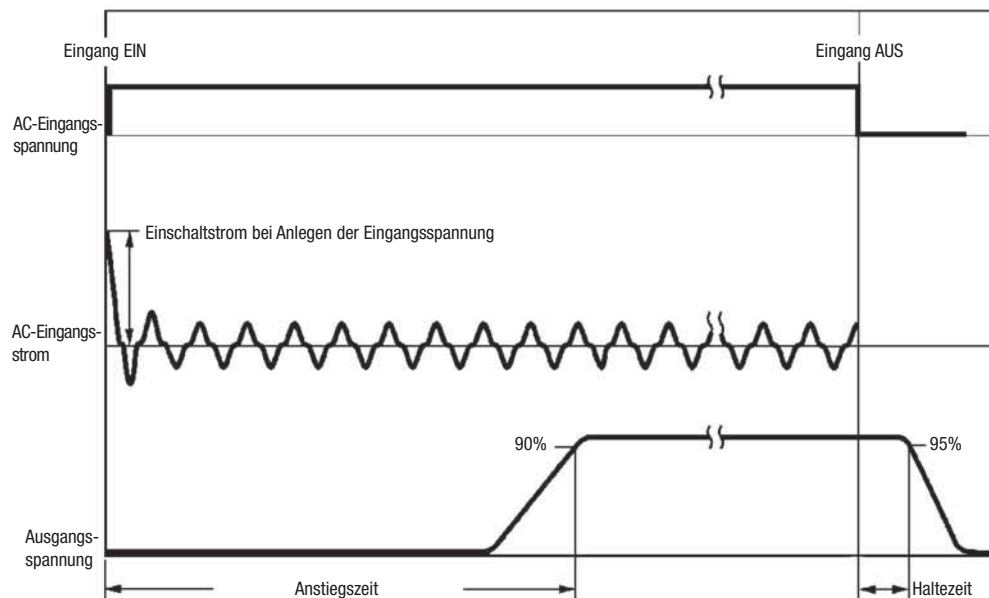 Eingang EIN
Eingang AUS
AC-Eingangs-
spannung
Einschaltstrom bei Anlegen der Eingangsspannung
AC-Eingangs-
strom
90%
95%
Ausgangs-
spannung
Anstiegszeit
Haltezeit